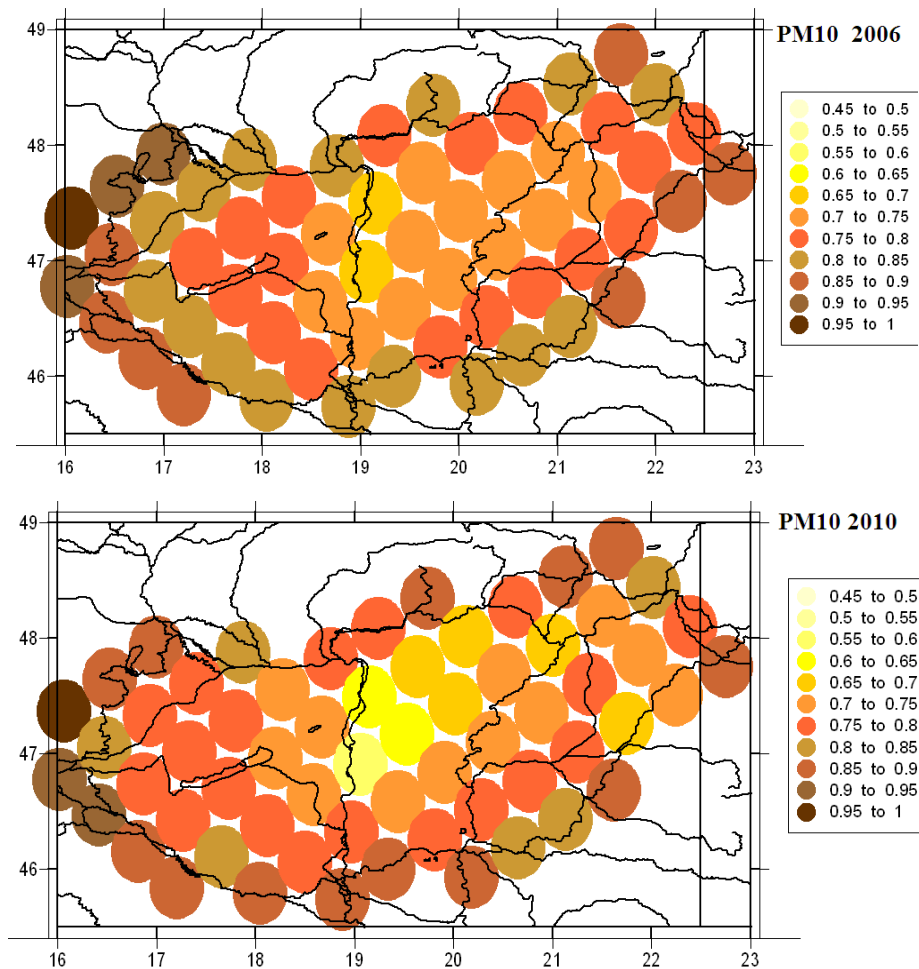 PM10 2006
49
48
47
46
16 17 18 19 20 21 22 23
0.45 to 0.5
0.5 to 0.55
0.55 to 0.6
0.6 to 0.65
0.65 to 0.7
0.7 to 0.75
0.75 to 0.8
0.8 to 0.85
0.85 to 0.9
0.9 to 0.95
0.95 to 1
PM10 2010
49
48
47
46
16 17 18 19 20 21 22 23
0.45 to 0.5
0.5 to 0.55
0.55 to 0.6
0.6 to 0.65
0.65 to 0.7
0.7 to 0.75
0.75 to 0.8
0.8 to 0.85
0.85 to 0.9
0.9 to 0.95
0.95 to 1